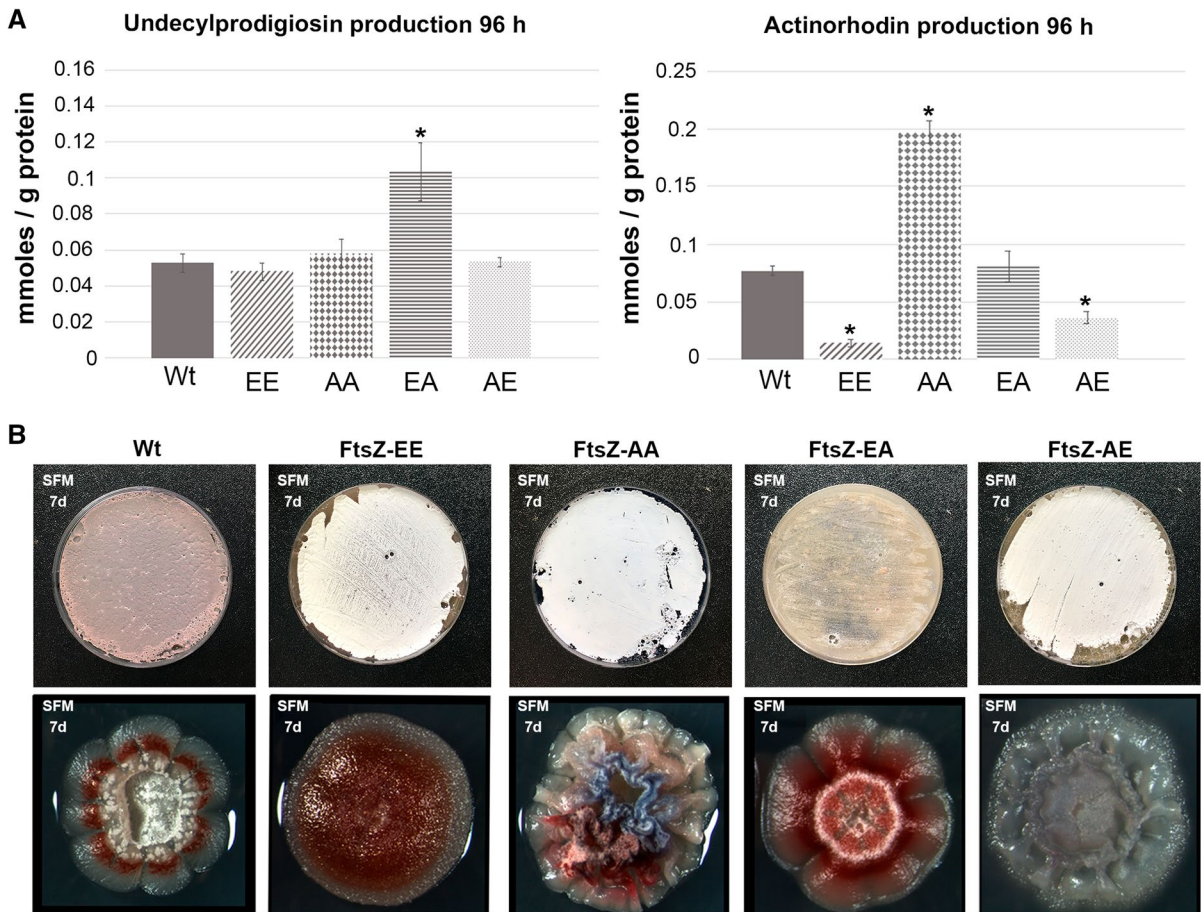 A
Undecylprodigiosin production 96 h
mmoles / g protein
0.16
0.14
0.12
0.1
0.08
0.06
0.04
0.02
0
*
Wt EE AA EA AE
Actinorhodin production 96 h
mmoles / g protein
0.25
0.2
0.15
0.1
0.05
0
*
*
*
Wt EE AA EA AE
B
Wt FtsZ-EE FtsZ-AA FtsZ-EA FtsZ-AE
SFM SFM SFM SFM SFM
7d 7d 7d 7d 7d
SFM SFM SFM SFM SFM
7d 7d 7d 7d 7d